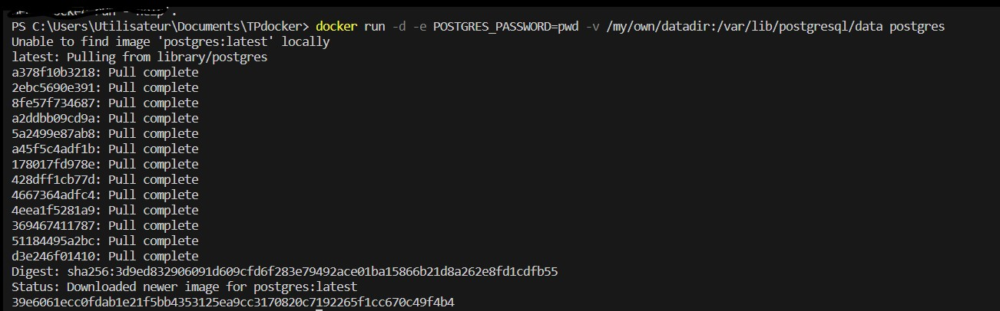 PS C:\Users\Utilisateur\Documents\TPdocker> docker run -d -e POSTGRES_PASSWORD=pwd -v /my/own/datadir:/var/lib/postgresql/data postgres
Unable to find image 'postgres:latest' locally
latest: Pulling from library/postgres
a378f10b3218: Pull complete
2ebc5690e391: Pull complete
8fe57f734687: Pull complete
a2ddbb09cd9a: Pull complete
5a2499e87ab8: Pull complete
a45f5c4adf1b: Pull complete
178017fd978e: Pull complete
428dff1cb77d: Pull complete
4667364adfc4: Pull complete
4eea1f5281a9: Pull complete
369467411787: Pull complete
51184495a2bc: Pull complete
d3e246f01410: Pull complete
Digest: sha256:3d9ed832906091d609cfd6f283e79492ace01ba15866b21d8a262e8fd1cdfb55
Status: Downloaded newer image for postgres:latest
39e6061ecc0fdab1e21f5bb4353125ea9cc3170820c7192265f1cc670c49f4b4